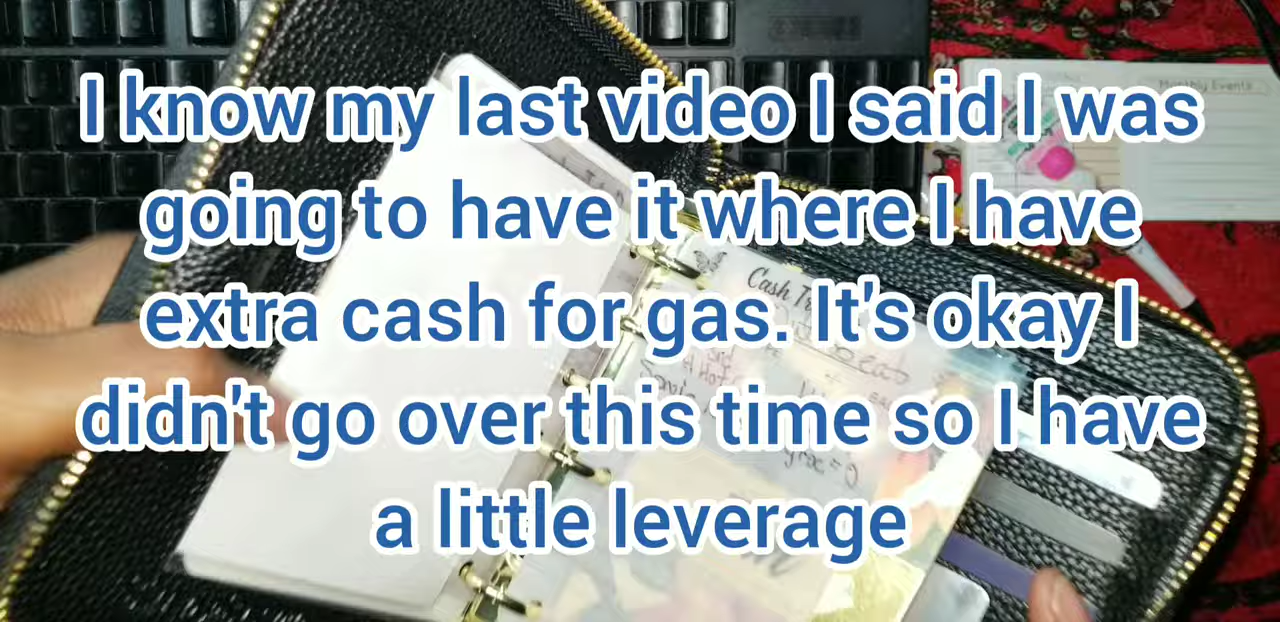 I know my last video I said I was
going to have it where I have
extra cash for gas. It's okay I
didn't go over this time so I have
a little leverage
Monthly Events
Cash